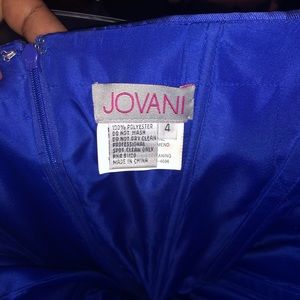 JOVANI
4
100% POLYESTER
DO NOT WASH
DO NOT DRY CLEAN
PROFESSIONAL
SPOT CLEAN ONLY
MADE IN CHINA